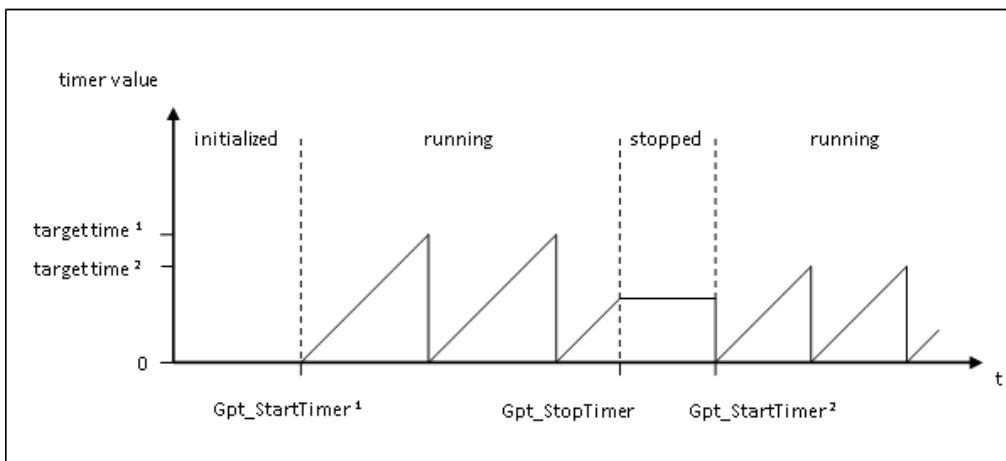 timer value
initialized running stopped running
target time ¹
target time ²
0
t
Gpt_StartTimer ¹ Gpt_StopTimer Gpt_StartTimer ²